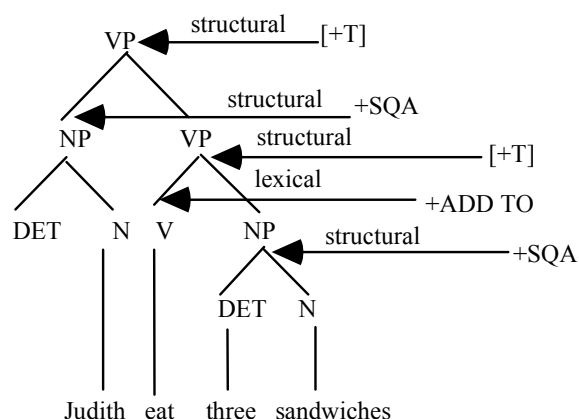 VP structural [+T]
structural +SQA
NP VP structural [+T]
lexical +ADD TO
DET N V NP structural +SQA
DET N
Judith eat three sandwiches